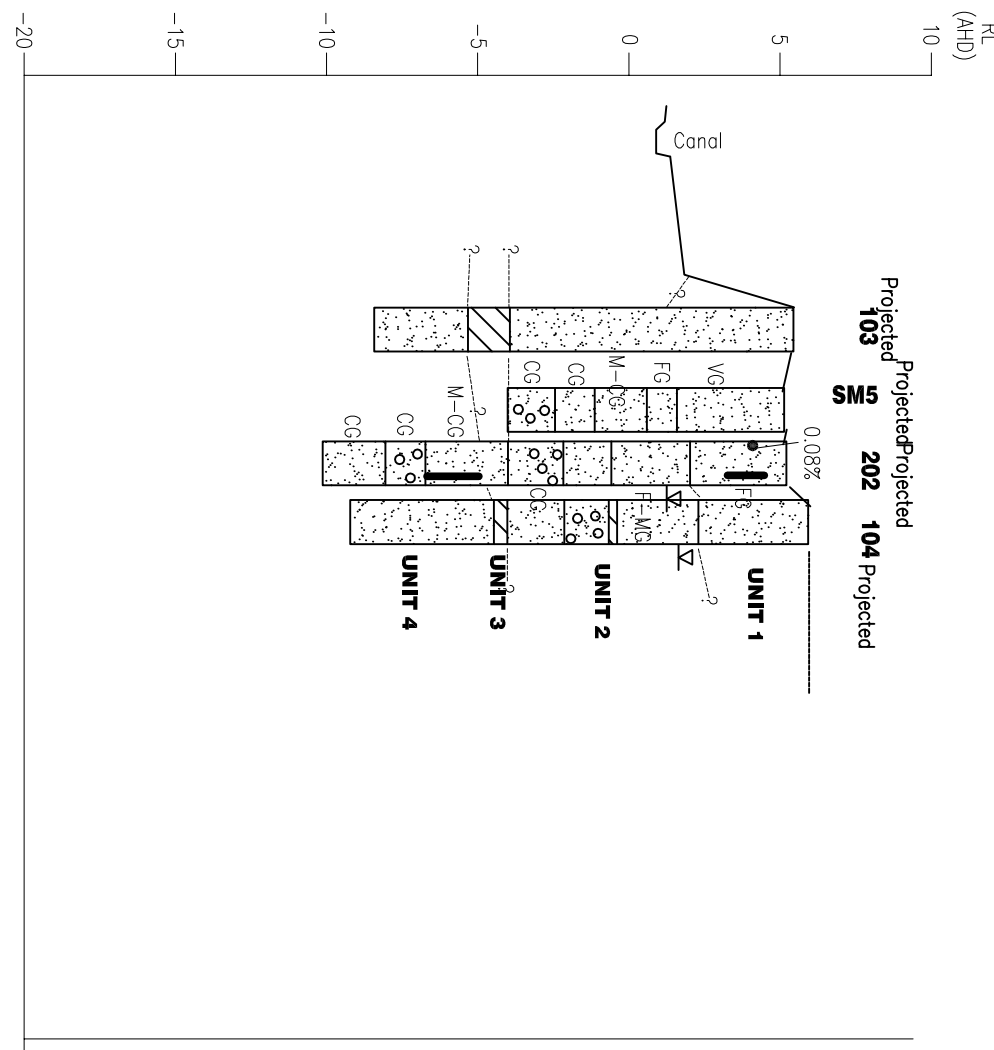 RL
(AHD)
10
5
0
-5
-10
-15
-20
Canal
Projected
103
Projected
SM5
Projected
202
Projected
104
0.08%
?
?
?
VG
FG
M-CG
CG
CG
?
M-CG
CG
CG
FG
F-MG
CG
?
?
UNIT 1
UNIT 2
UNIT 3
UNIT 4